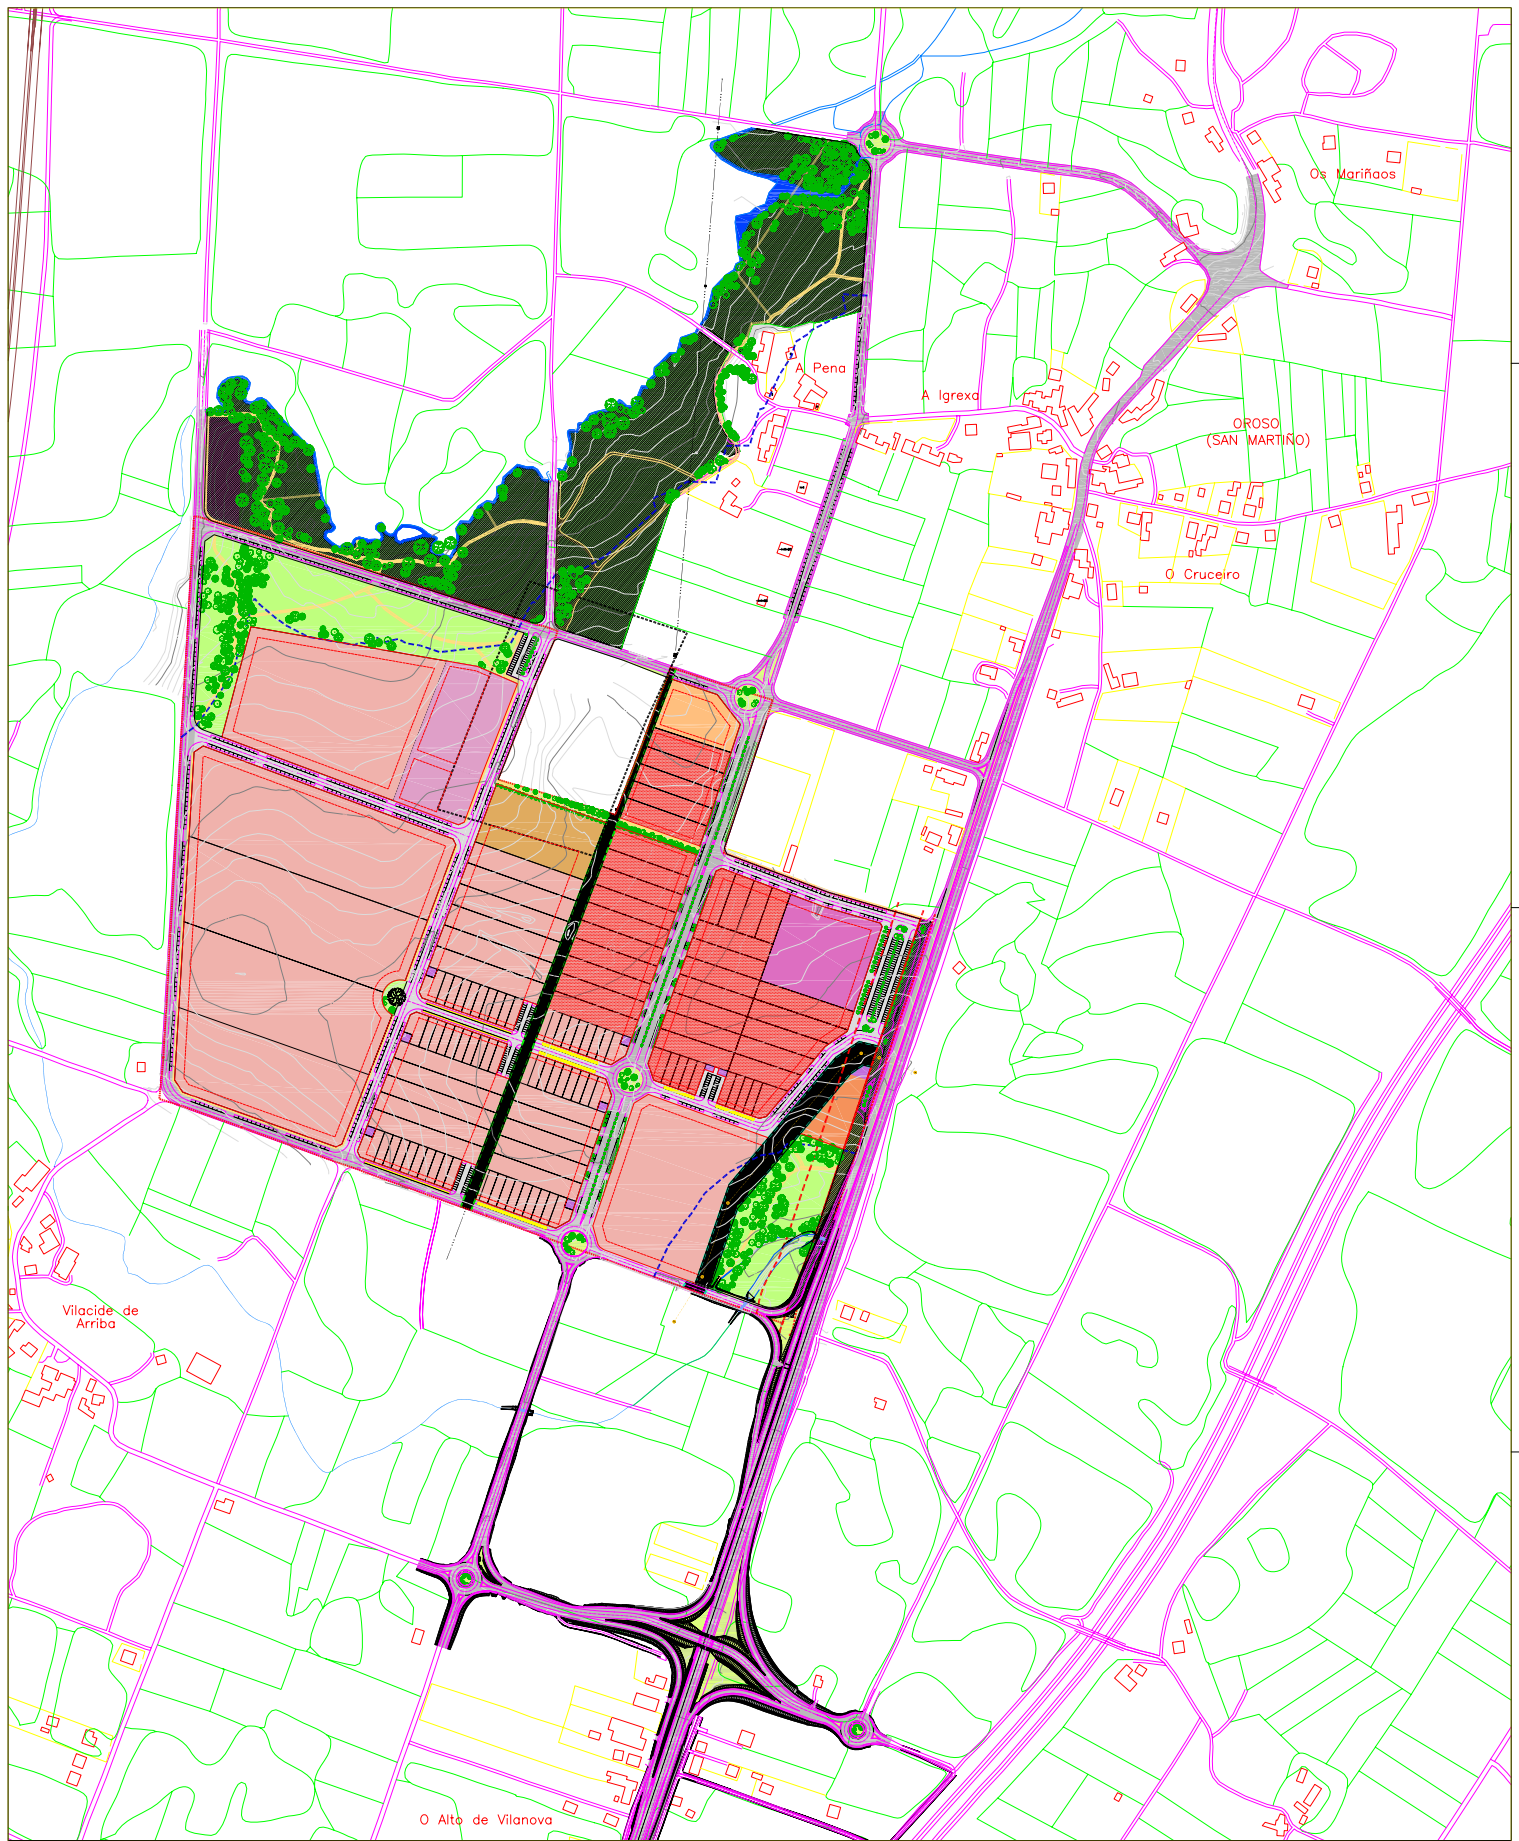 Os Mariñaos
A Pena
A Igrexa
OROSO
(SAN MARTIÑO)
O Cruceiro
Vilacide de
Arriba
O Alto de Vilanova